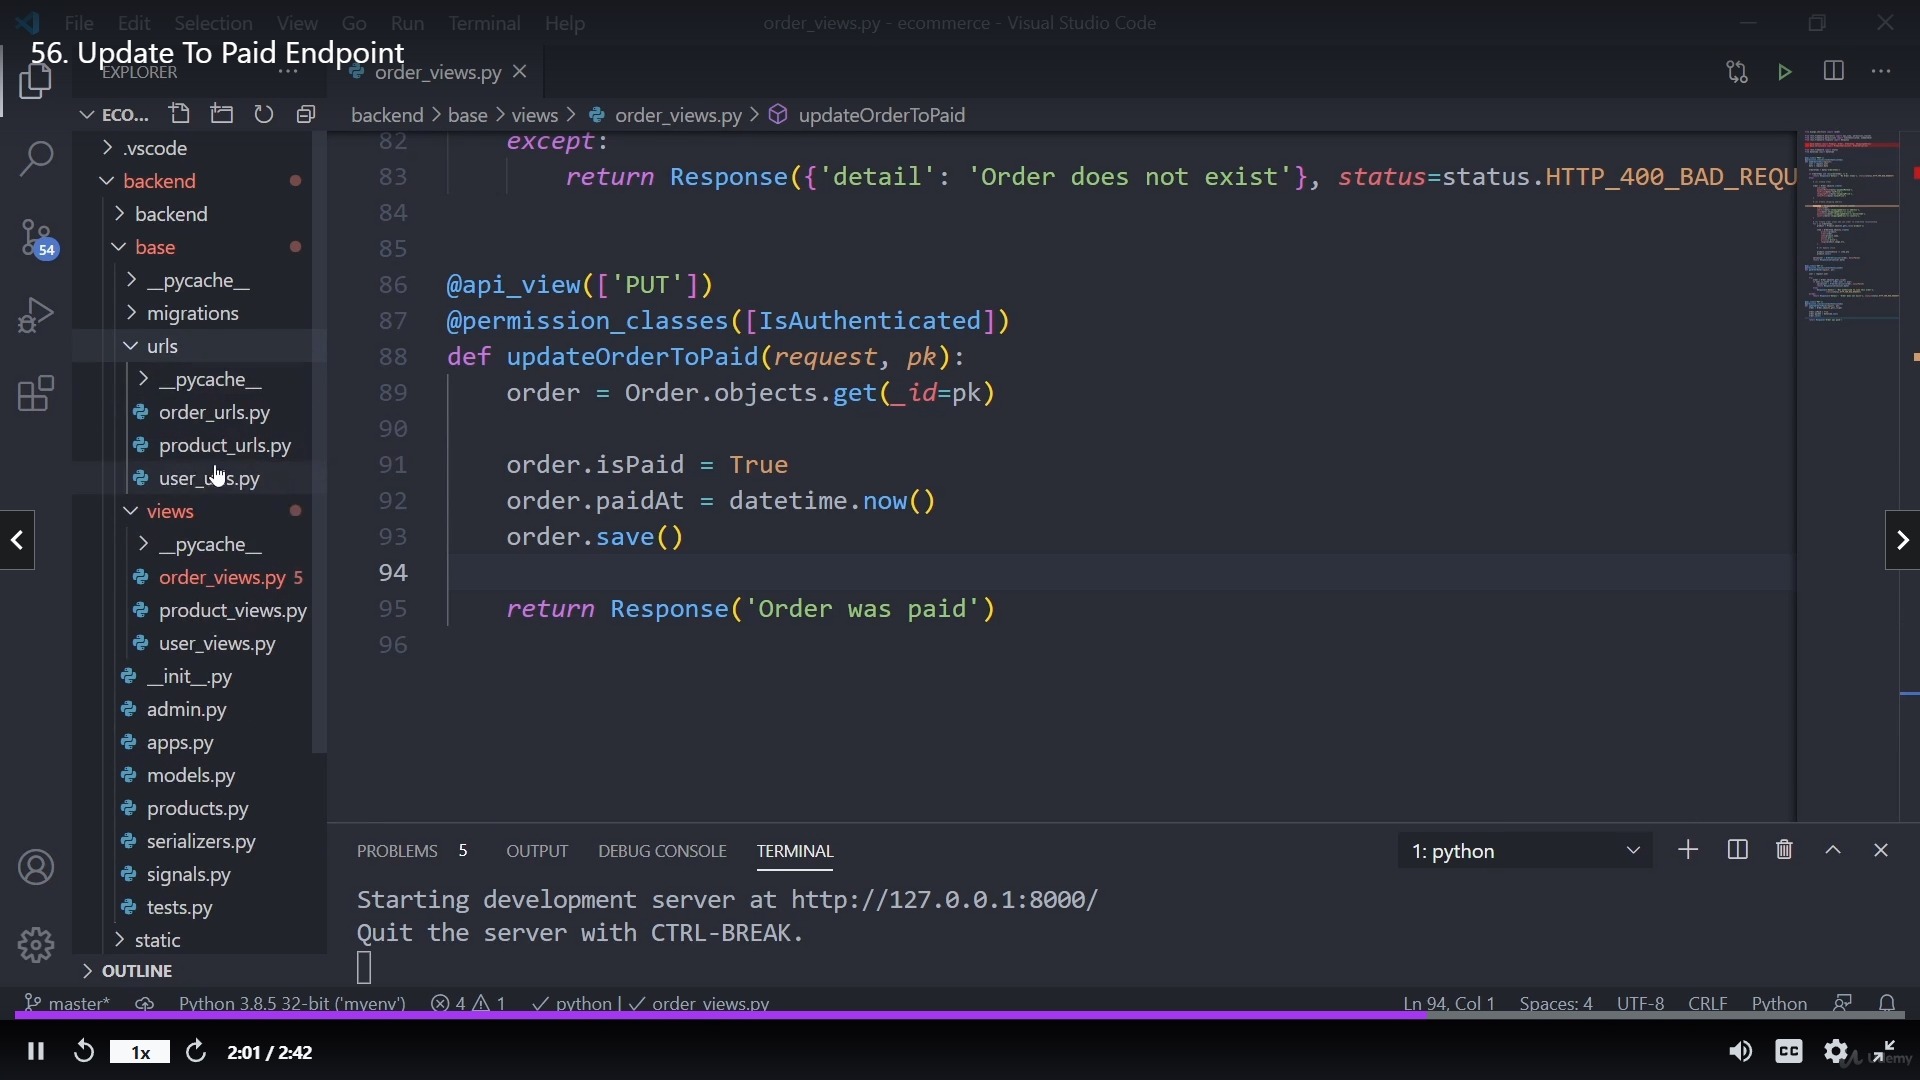 File Edit Selection View Go Run Terminal Help
order_views.py - ecommerce - Visual Studio Code
56. Update To Paid Endpoint
EXPLORER
order_views.py
ECO...
backend > base > views > order_views.py > updateOrderToPaid
.vscode
backend
backend
base
__pycache__
migrations
urls
__pycache__
order_urls.py
product_urls.py
user_urls.py
views
__pycache__
order_views.py 5
product_views.py
user_views.py
__init__.py
admin.py
apps.py
models.py
products.py
serializers.py
signals.py
tests.py
static
OUTLINE
54
82 except:
83 return Response({'detail': 'Order does not exist'}, status=status.HTTP_400_BAD_REQU
84
85
86 @api_view(['PUT'])
87 @permission_classes([IsAuthenticated])
88 def updateOrderToPaid(request, pk):
89 order = Order.objects.get(_id=pk)
90
91 order.isPaid = True
92 order.paidAt = datetime.now()
93 order.save()
94
95 return Response('Order was paid')
96
PROBLEMS 5 OUTPUT DEBUG CONSOLE TERMINAL
1: python
Starting development server at http://127.0.0.1:8000/
Quit the server with CTRL-BREAK.
master* Python 3.8.5 32-bit ('myenv') 4 1 python | order_views.py
Ln 94, Col 1 Spaces: 4 UTF-8 CRLF Python
1x 2:01 / 2:42
CC
Udemy